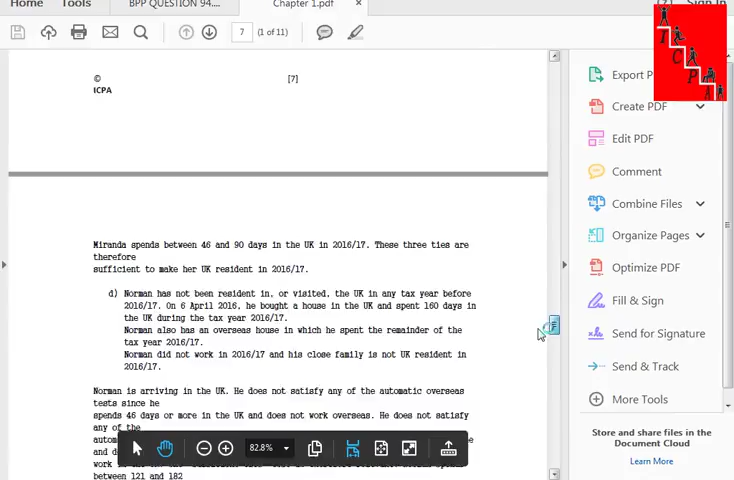 Home Tools BPP QUESTION 94.... Chapter 1.pdf × Sign In
7 (1 of 11)
I
C
P
A
© [7]
ICPA
Miranda spends between 46 and 90 days in the UK in 2016/17. These three ties are
therefore
sufficient to make her UK resident in 2016/17.
d) Norman has not been resident in, or visited, the UK in any tax year before
2016/17. On 6 April 2016, he bought a house in the UK and spent 160 days in
the UK during the tax year 2016/17.
Norman also has an overseas house in which he spent the remainder of the
tax year 2016/17.
Norman did not work in 2016/17 and his close family is not UK resident in
2016/17.
Norman is arriving in the UK. He does not satisfy any of the automatic overseas
tests since he
spends 46 days or more in the UK and does not work overseas. He does not satisfy
any of the
and
work
between 121 and 182
82.8%
Export P
Create PDF
Edit PDF
Comment
Combine Files
Organize Pages
Optimize PDF
Fill & Sign
Send for Signature
Send & Track
More Tools
Store and share files in the
Document Cloud
Learn More